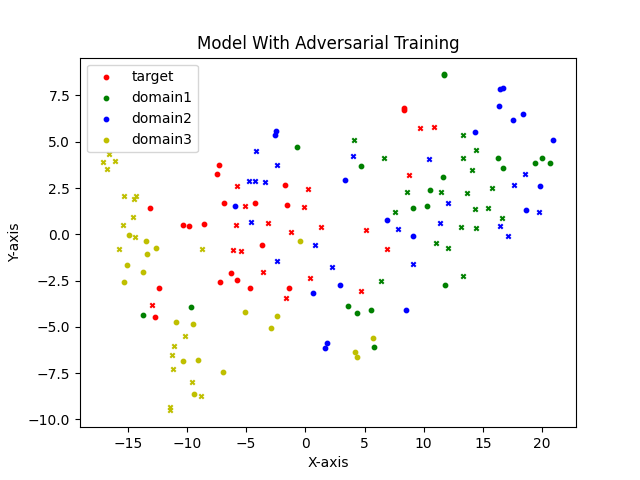 Model With Adversarial Training
target
domain1
domain2
domain3
7.5
5.0
2.5
0.0
−2.5
−5.0
−7.5
−10.0
Y-axis
−15
−10
−5
0
5
10
15
20
X-axis